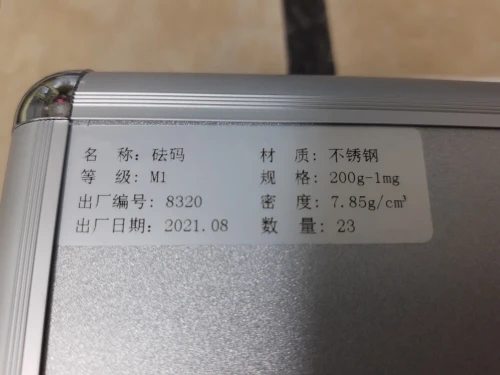 名 称：砝码 材 质：不锈钢
等 级：M1 规 格：200g-1mg
出厂编号：8320 密 度：7.85g/cm³
出厂日期：2021.08 数 量：23